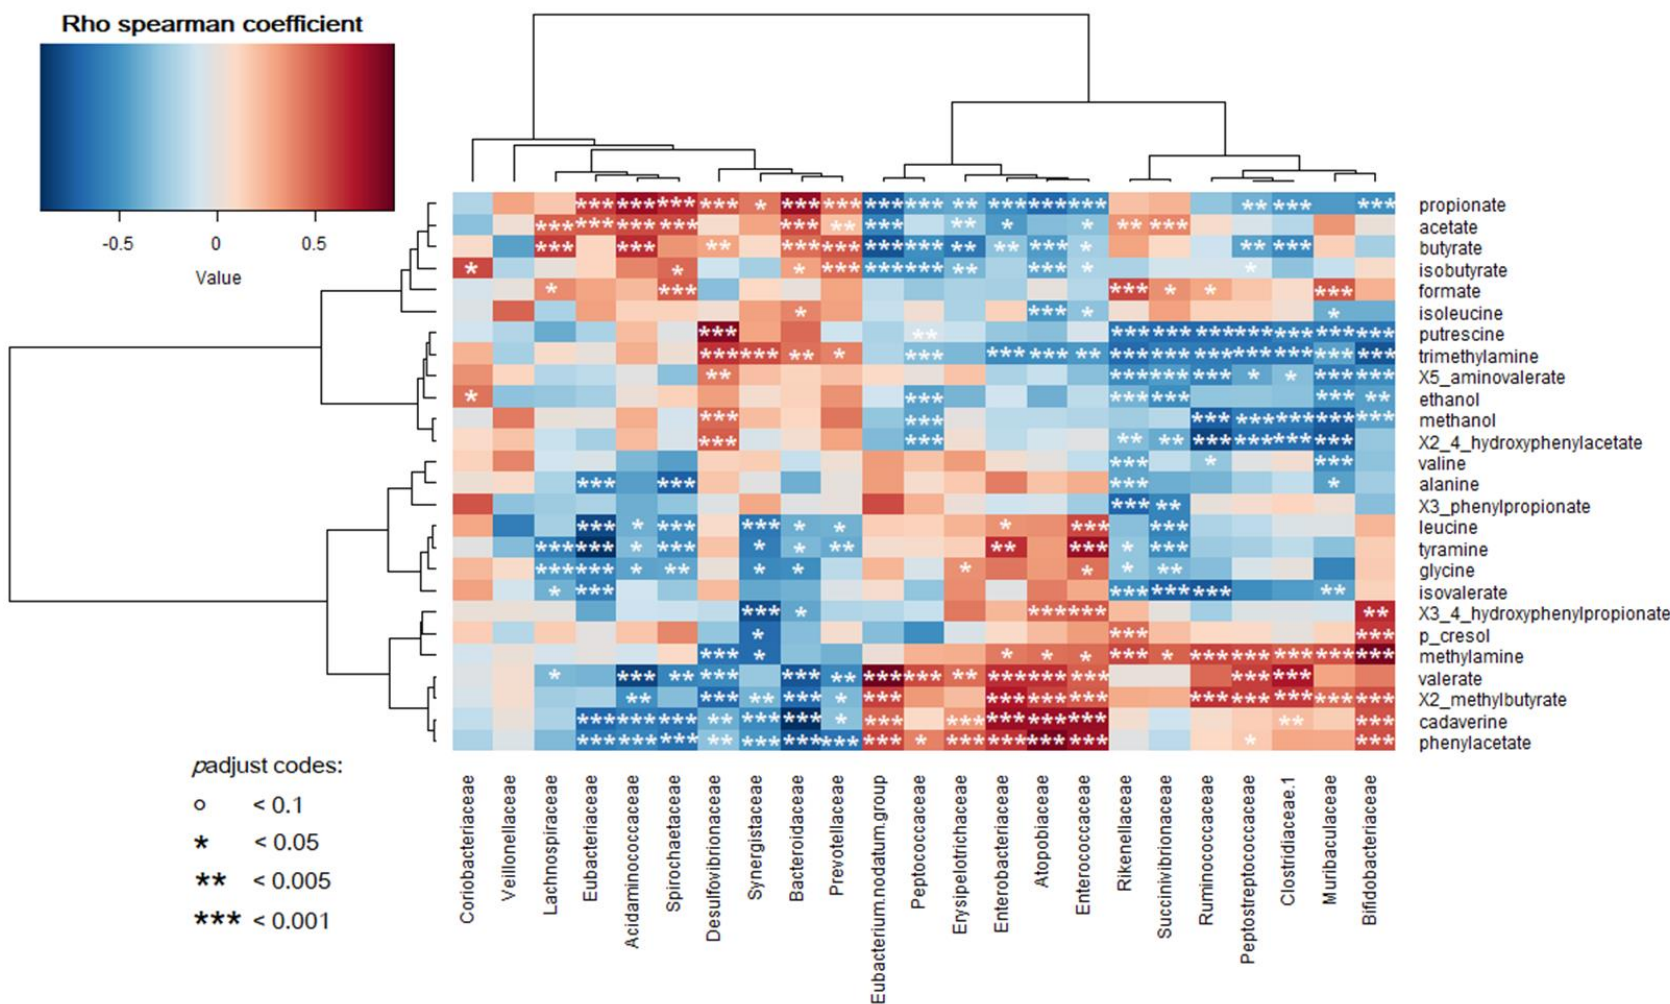 Rho spearman coefficient
-0.5 0 0.5
Value
*** *** *** *** * *** *** *** *** ** *** *** *** ** *** *** propionate
*** *** *** *** *** ** *** ** * * ** *** acetate
*** *** ** *** *** *** *** ** ** *** * ** *** butyrate
* * * *** *** *** ** *** * * isobutyrate
* *** *** * * *** formate
* *** * * isoleucine
*** ** *** *** *** *** *** *** *** putrescine
*** *** ** * *** *** *** ** *** *** *** *** *** *** *** trimethylamine
** *** *** *** * * *** *** X5_aminovalerate
* *** *** *** *** ** ethanol
*** *** *** *** *** *** *** methanol
*** *** ** ** *** *** *** *** X2_4_hydroxyphenylacetate
*** * *** valine
*** *** *** * alanine
*** ** X3_phenylpropionate
*** * *** *** * * * *** *** leucine
*** *** * *** * * ** ** *** * *** tyramine
*** *** * ** * * * * * ** glycine
* *** *** *** *** ** isovalerate
*** * *** *** ** X3_4_hydroxyphenylpropionate
* *** *** p_cresol
*** * * * * *** * *** *** *** *** *** methylamine
* *** ** *** *** ** *** *** ** *** *** *** *** *** valerate
** *** ** *** * *** *** *** *** *** *** *** *** *** X2_methylbutyrate
*** *** *** ** *** *** * *** *** *** *** *** ** *** cadaverine
*** *** *** ** *** *** *** *** * *** *** *** *** * *** phenylacetate
padjust codes:
° < 0.1
* < 0.05
** < 0.005
*** < 0.001
Coriobacteriaceae
Veillonellaceae
Lachnospiraceae
Eubacteriaceae
Acidaminococcaceae
Spirochaetaceae
Desulfovibrionaceae
Synergistaceae
Bacteroidaceae
Prevotellaceae
Eubacterium.nodatum.group
Peptococcaceae
Erysipelotrichaceae
Enterobacteriaceae
Atopobiaceae
Enterococcaceae
Rikenellaceae
Succinivibrionaceae
Ruminococcaceae
Peptostreptococcaceae
Clostridiaceae.1
Muribaculaceae
Bifidobacteriaceae